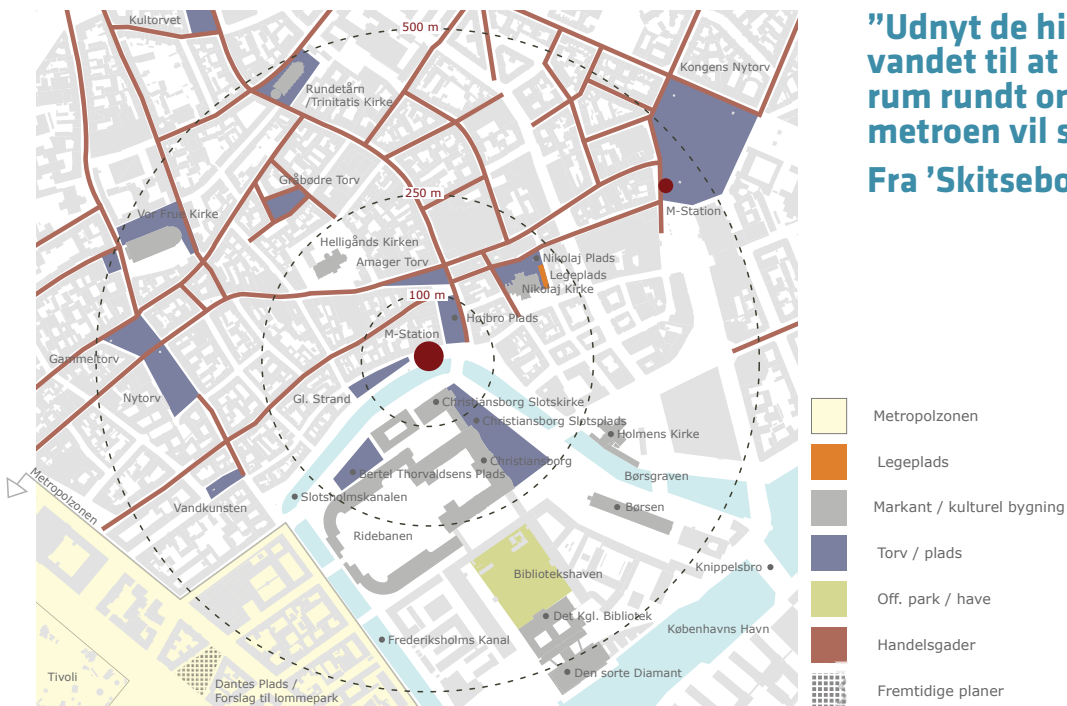 Kultorvet
500 m
Kongens Nytorv
Rundetårn
/Trinitatis Kirke
Gråbødre Torv
250 m
M-Station
Vor Frue Kirke
Helligånds Kirken
Amager Torv
Nikolaj Plads
Legeplads
Nikolaj Kirke
100 m
Højbro Plads
M-Station
Gammeltorv
Nytorv
Gl. Strand
Christiansborg Slotskirke
Christiansborg Slotsplads
Holmens Kirke
Christiansborg
Bertel Thorvaldsens Plads
Børsgraven
Metropolzonen
Slotsholmskanalen
Vandkunsten
Børsen
Ridebanen
Bibliotekshaven
Knippelsbro
Det Kgl. Bibliotek
Københavns Havn
Frederiksholms Kanal
Tivoli
Den sorte Diamant
Dantes Plads /
Forslag til lommepark
"Udnyt de hi
vandet til at
rum rundt or
metroen vil s
Fra 'Skitsebo
Metropolzonen
Legeplads
Markant / kulturel bygning
Torv / plads
Off. park / have
Handelsgader
Fremtidige planer